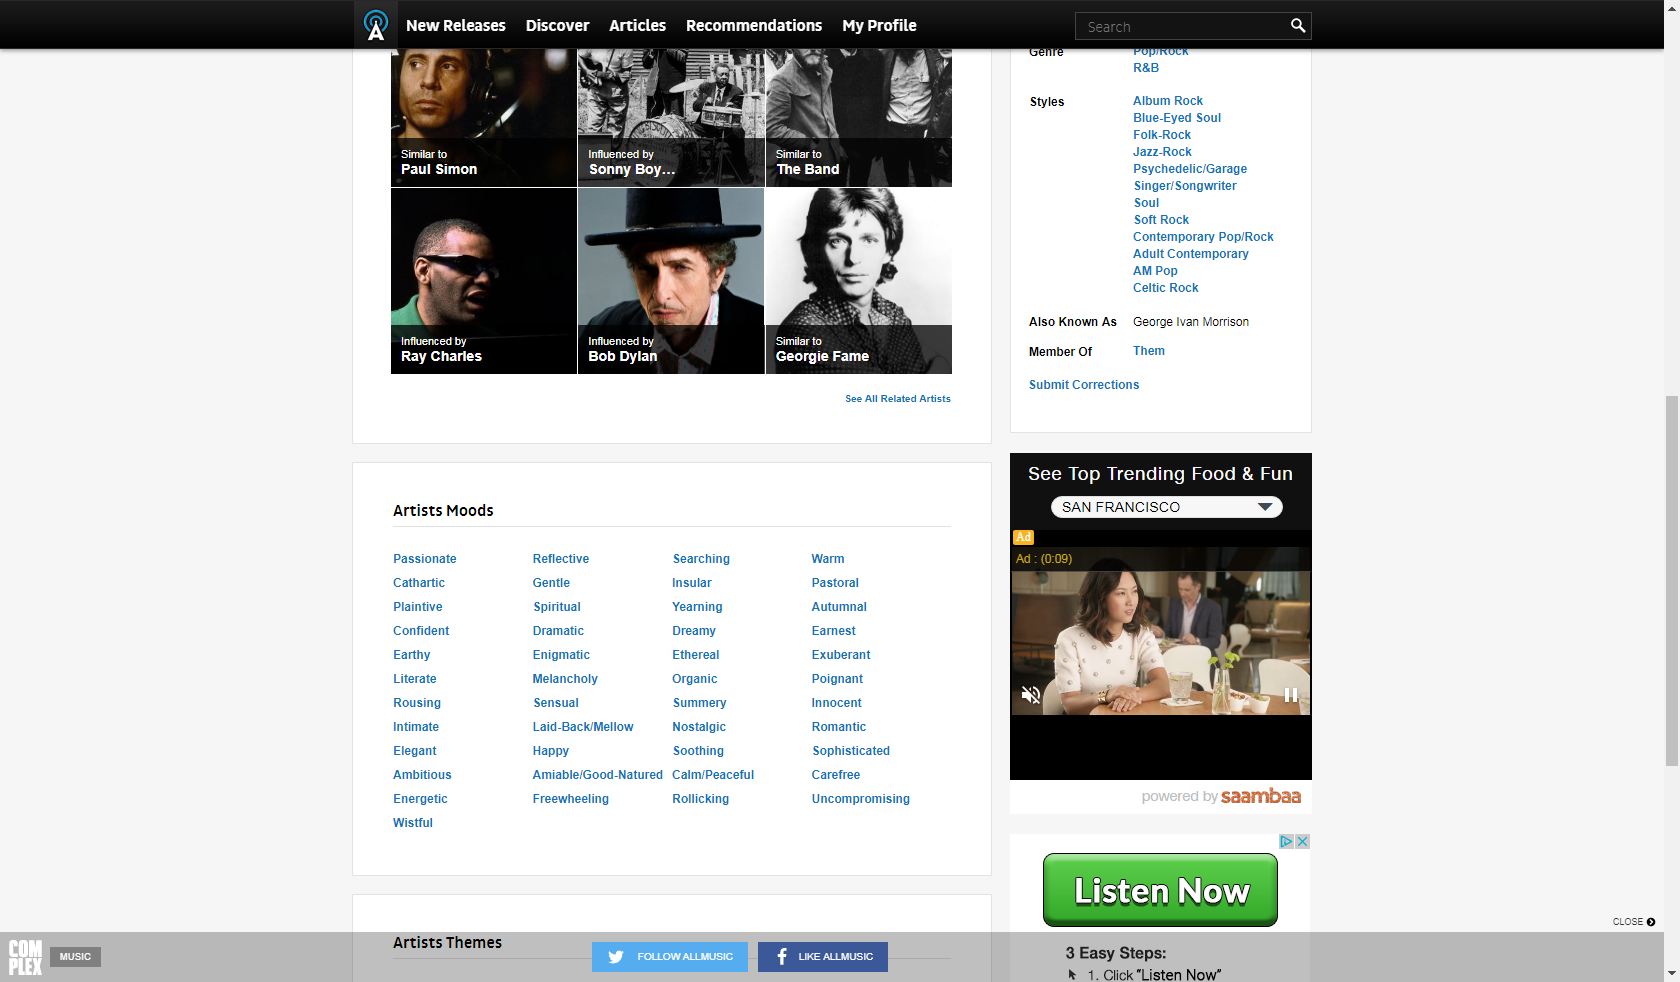 New Releases Discover Articles Recommendations My Profile Search
Similar to
Paul Simon
Influenced by
Sonny Boy...
Similar to
The Band
Influenced by
Ray Charles
Influenced by
Bob Dylan
Similar to
Georgie Fame
See All Related Artists
Genre Pop/Rock
R&B
Styles Album Rock
Blue-Eyed Soul
Folk-Rock
Jazz-Rock
Psychedelic/Garage
Singer/Songwriter
Soul
Soft Rock
Contemporary Pop/Rock
Adult Contemporary
AM Pop
Celtic Rock
Also Known As George Ivan Morrison
Member Of Them
Submit Corrections
Artists Moods
Passionate Reflective Searching Warm
Cathartic Gentle Insular Pastoral
Plaintive Spiritual Yearning Autumnal
Confident Dramatic Dreamy Earnest
Earthy Enigmatic Ethereal Exuberant
Literate Melancholy Organic Poignant
Rousing Sensual Summery Innocent
Intimate Laid-Back/Mellow Nostalgic Romantic
Elegant Happy Soothing Sophisticated
Ambitious Amiable/Good-Natured Calm/Peaceful Carefree
Energetic Freewheeling Rollicking Uncompromising
Wistful
See Top Trending Food & Fun
SAN FRANCISCO
Ad
Ad : (0:09)
powered by saambaa
Listen Now
3 Easy Steps:
1. Click "Listen Now"
CLOSE
Artists Themes
COMPLEX MUSIC
FOLLOW ALLMUSIC LIKE ALLMUSIC